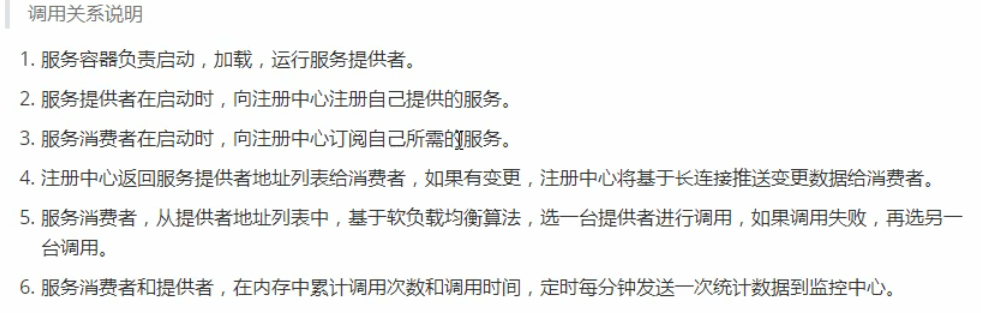 调用关系说明
1. 服务容器负责启动，加载，运行服务提供者。
2. 服务提供者在启动时，向注册中心注册自己提供的服务。
3. 服务消费者在启动时，向注册中心订阅自己所需的服务。
4. 注册中心返回服务提供者地址列表给消费者，如果有变更，注册中心将基于长连接推送变更数据给消费者。
5. 服务消费者，从提供者地址列表中，基于软负载均衡算法，选一台提供者进行调用，如果调用失败，再选另一
台调用。
6. 服务消费者和提供者，在内存中累计调用次数和调用时间，定时每分钟发送一次统计数据到监控中心。